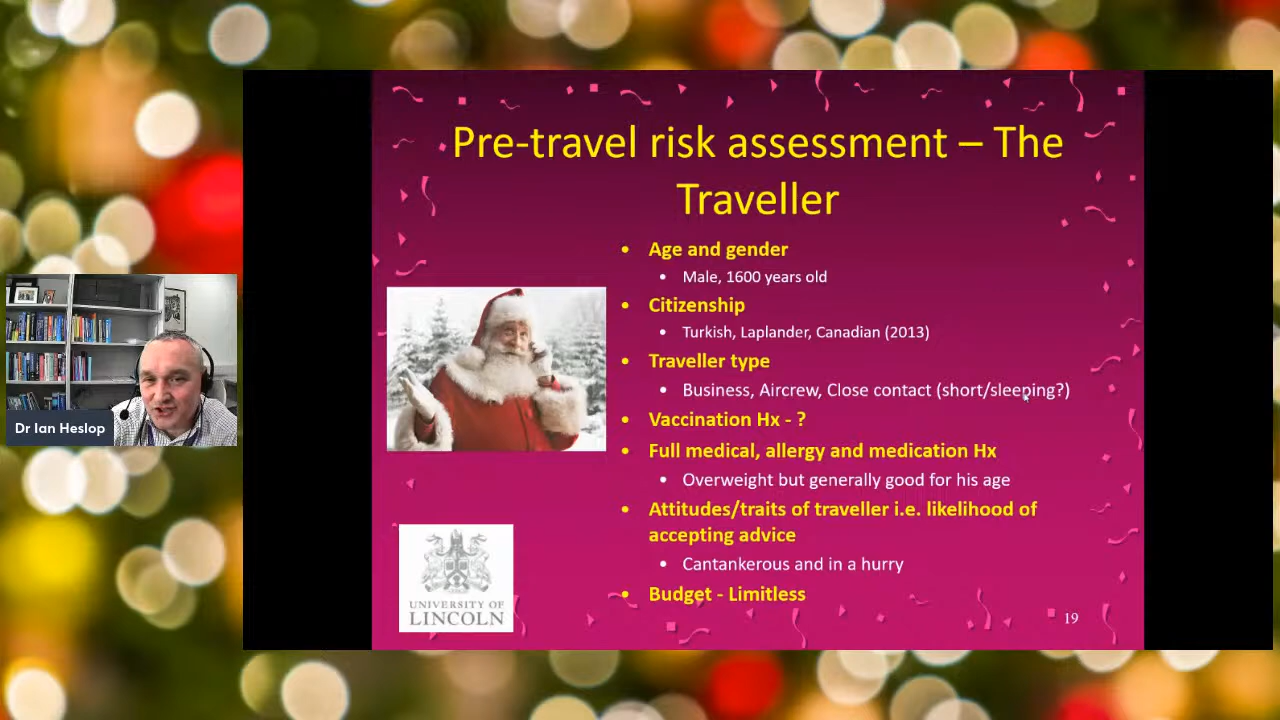 Pre-travel risk assessment – The
Traveller
• Age and gender
• Male, 1600 years old
• Citizenship
• Turkish, Laplander, Canadian (2013)
• Traveller type
• Business, Aircrew, Close contact (short/sleeping?)
• Vaccination Hx - ?
• Full medical, allergy and medication Hx
• Overweight but generally good for his age
• Attitudes/traits of traveller i.e. likelihood of
accepting advice
• Cantankerous and in a hurry
• Budget - Limitless
19
Dr Ian Heslop
UNIVERSITY OF
LINCOLN